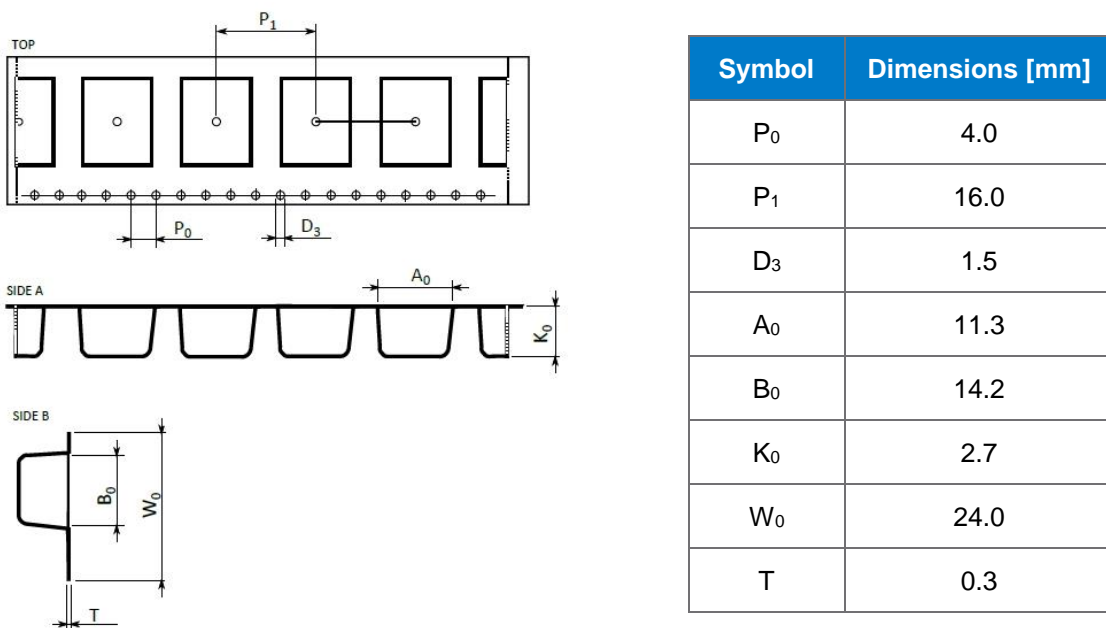 P₁
TOP
P₀
D₃
SIDE A
A₀
K₀
SIDE B
B₀
W₀
T
Symbol Dimensions [mm]
P₀ 4.0
P₁ 16.0
D₃ 1.5
A₀ 11.3
B₀ 14.2
K₀ 2.7
W₀ 24.0
T 0.3